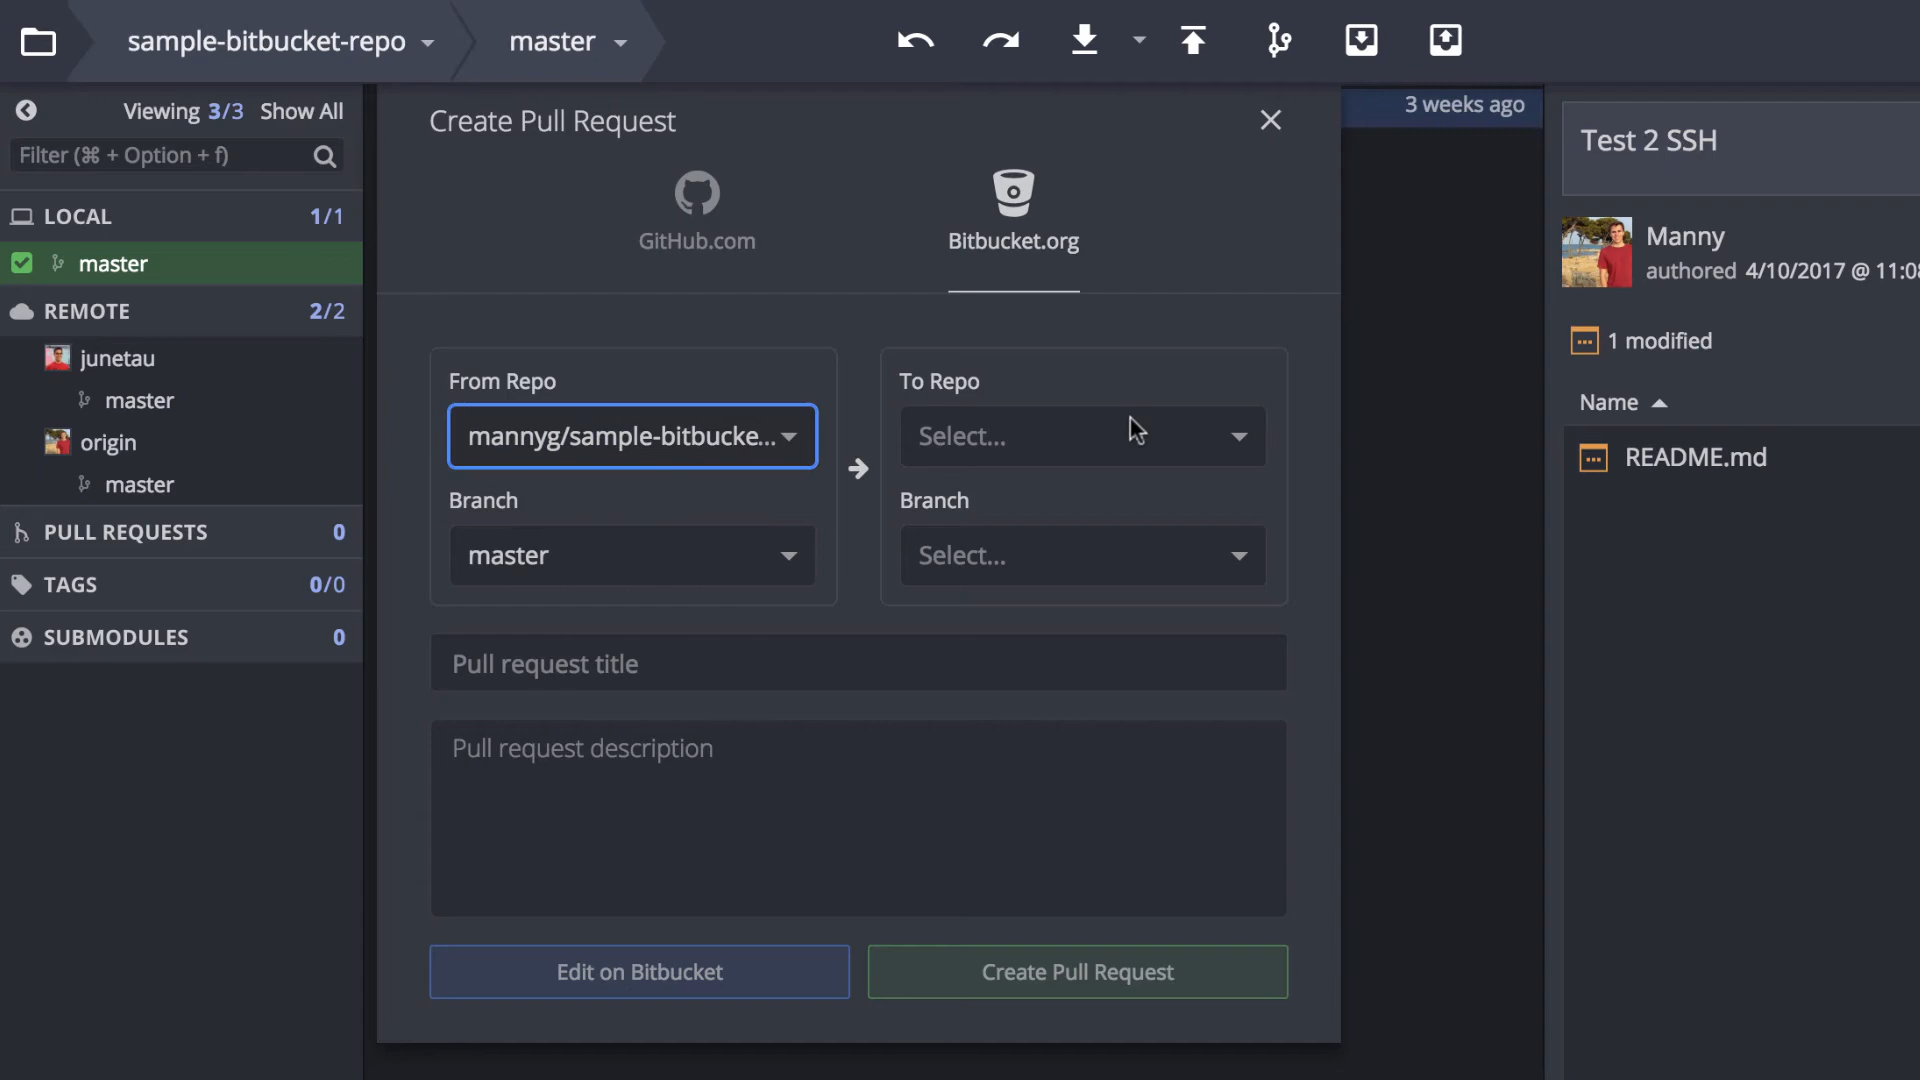 sample-bitbucket-repo
master
Viewing 3/3 Show All
Filter (⌘ + Option + f)
LOCAL 1/1
master
REMOTE 2/2
junetau
master
origin
master
PULL REQUESTS 0
TAGS 0/0
SUBMODULES 0
Create Pull Request
GitHub.com
Bitbucket.org
From Repo
mannyg/sample-bitbucke...
Branch
master
To Repo
Select...
Branch
Select...
Pull request title
Pull request description
Edit on Bitbucket
Create Pull Request
3 weeks ago
Test 2 SSH
Manny
authored 4/10/2017 @ 11:08
1 modified
Name
README.md